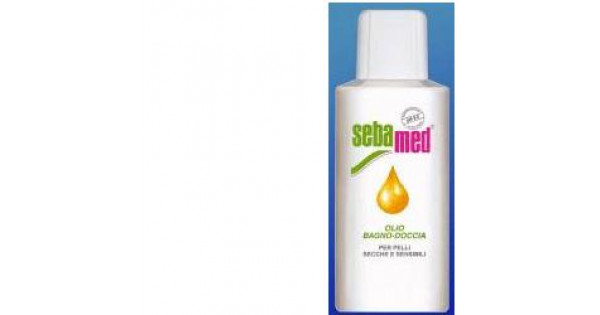 seba
med®
OLIO
BAGNO-DOCCIA
PER PELLI
SECCHE E SENSIBILI